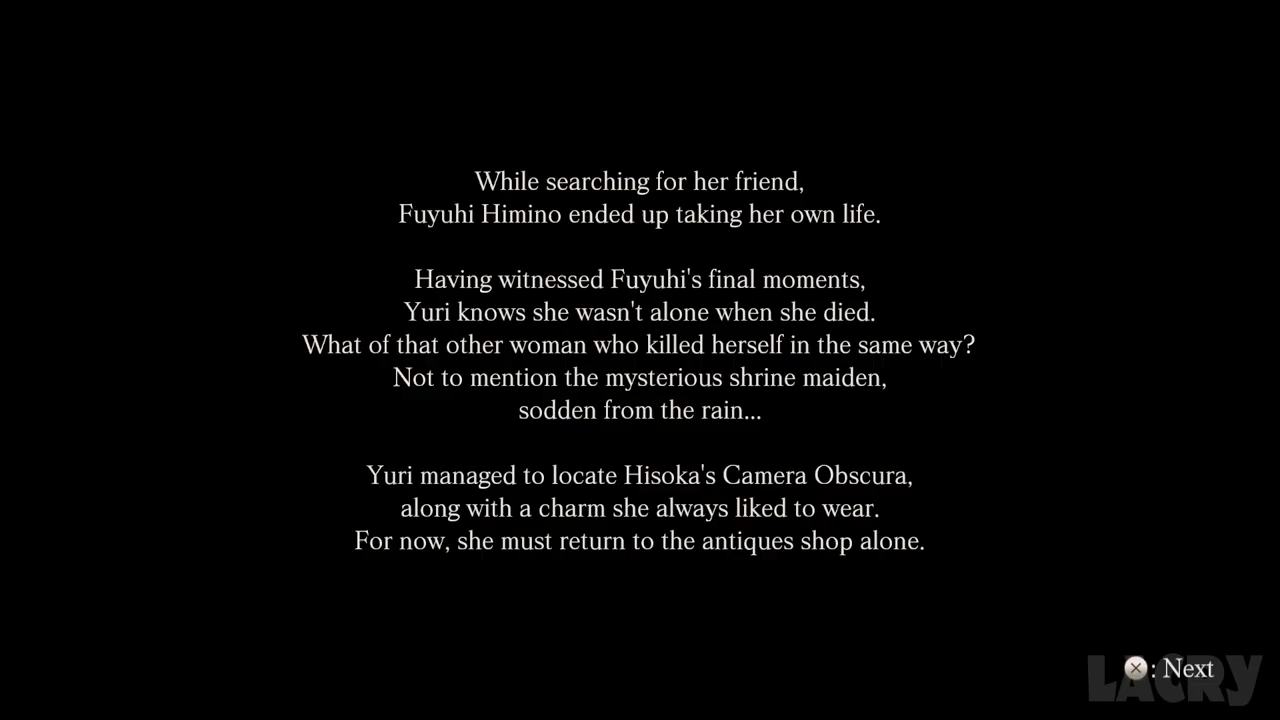 While searching for her friend,
Fuyuhi Himino ended up taking her own life.
Having witnessed Fuyuhi's final moments,
Yuri knows she wasn't alone when she died.
What of that other woman who killed herself in the same way?
Not to mention the mysterious shrine maiden,
sodden from the rain...
Yuri managed to locate Hisoka's Camera Obscura,
along with a charm she always liked to wear.
For now, she must return to the antiques shop alone.
: Next
LACRY